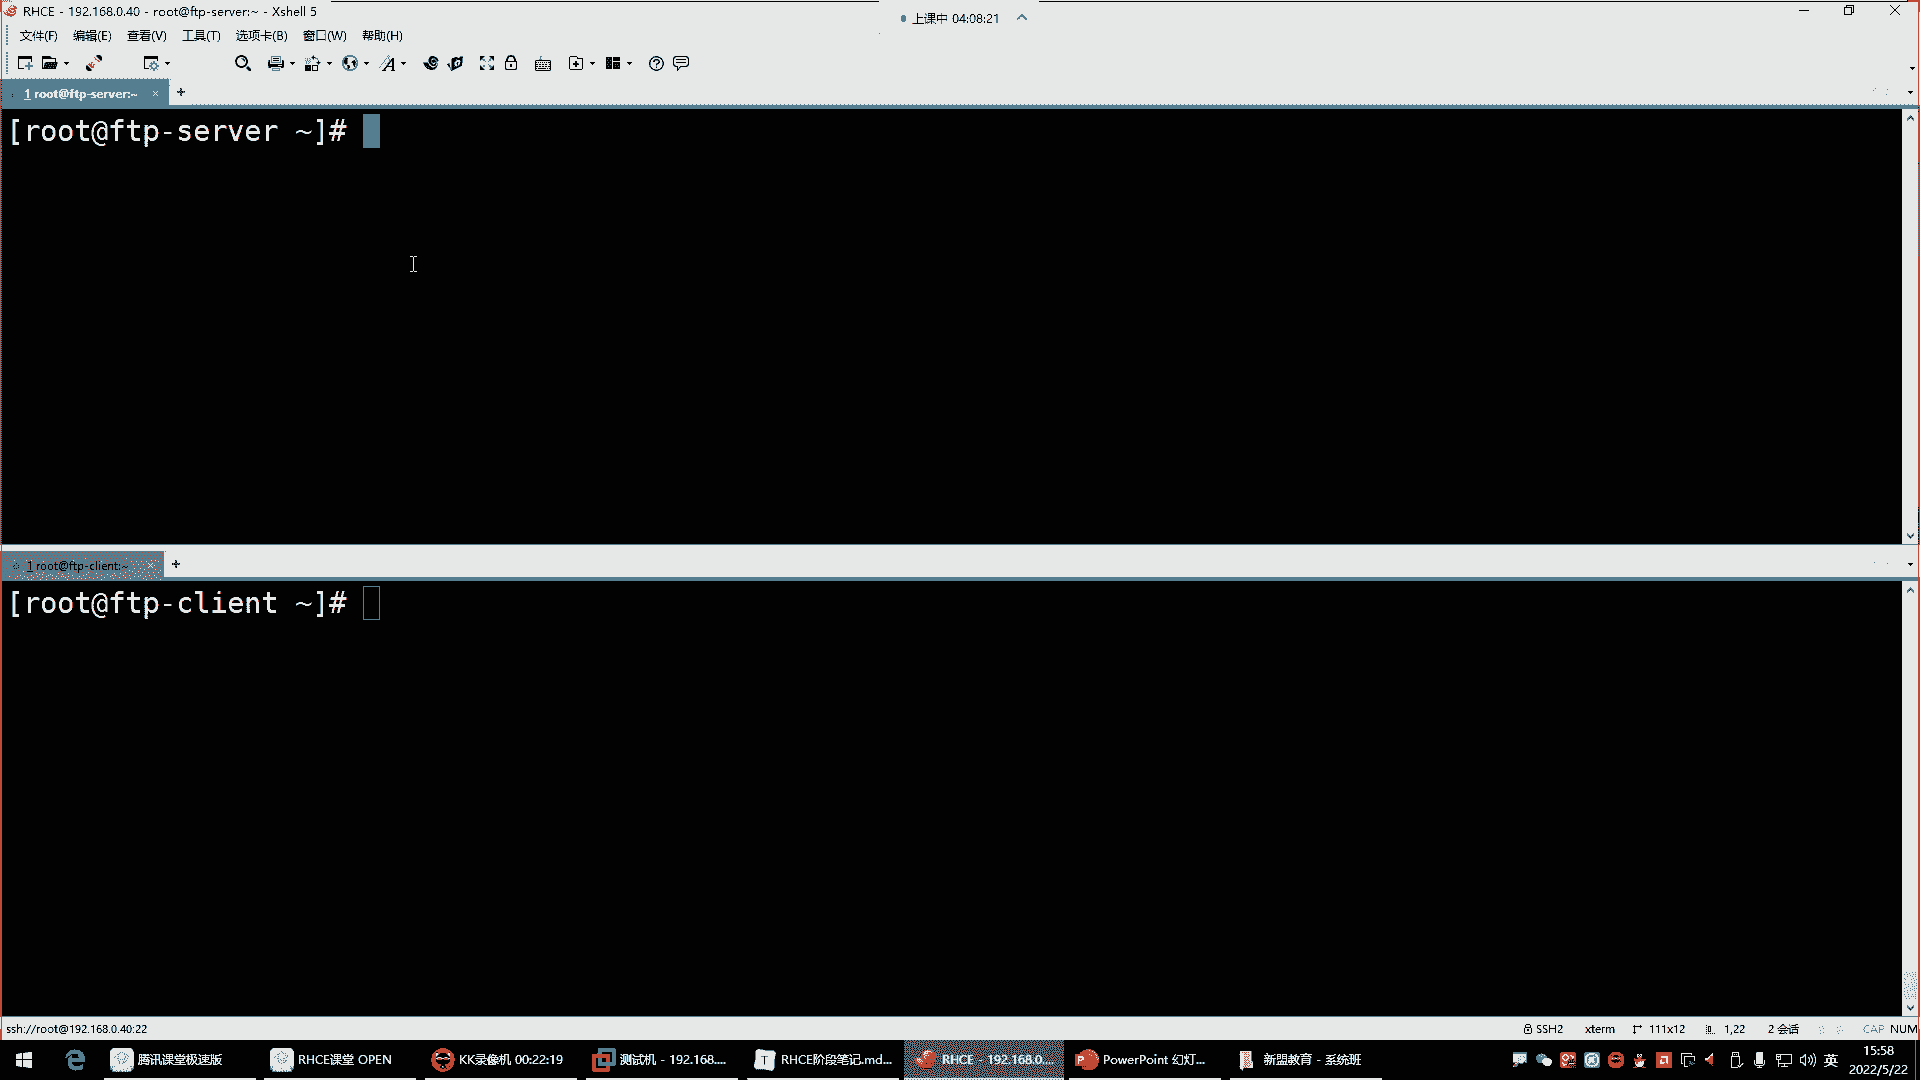 RHCE - 192.168.0.40 - root@ftp-server:~ - Xshell 5
上课中 04:08:21
文件(F) 编辑(E) 查看(V) 工具(T) 选项卡(B) 窗口(W) 帮助(H)
1 root@ftp-server:~ × +
[root@ftp-server ~]#
1 root@ftp-client:~ × +
[root@ftp-client ~]#
ssh://root@192.168.0.40:22 SSH2 xterm 111x12 1,22 2 会话 CAP NUM
腾讯课堂极速版 RHCE课堂 OPEN KK录像机 00:22:19 测试机 - 192.168.... RHCE阶段笔记.md... RHCE - 192.168.0.... PowerPoint 幻灯... 新盟教育 - 系统班 英 15:58
2022/5/22